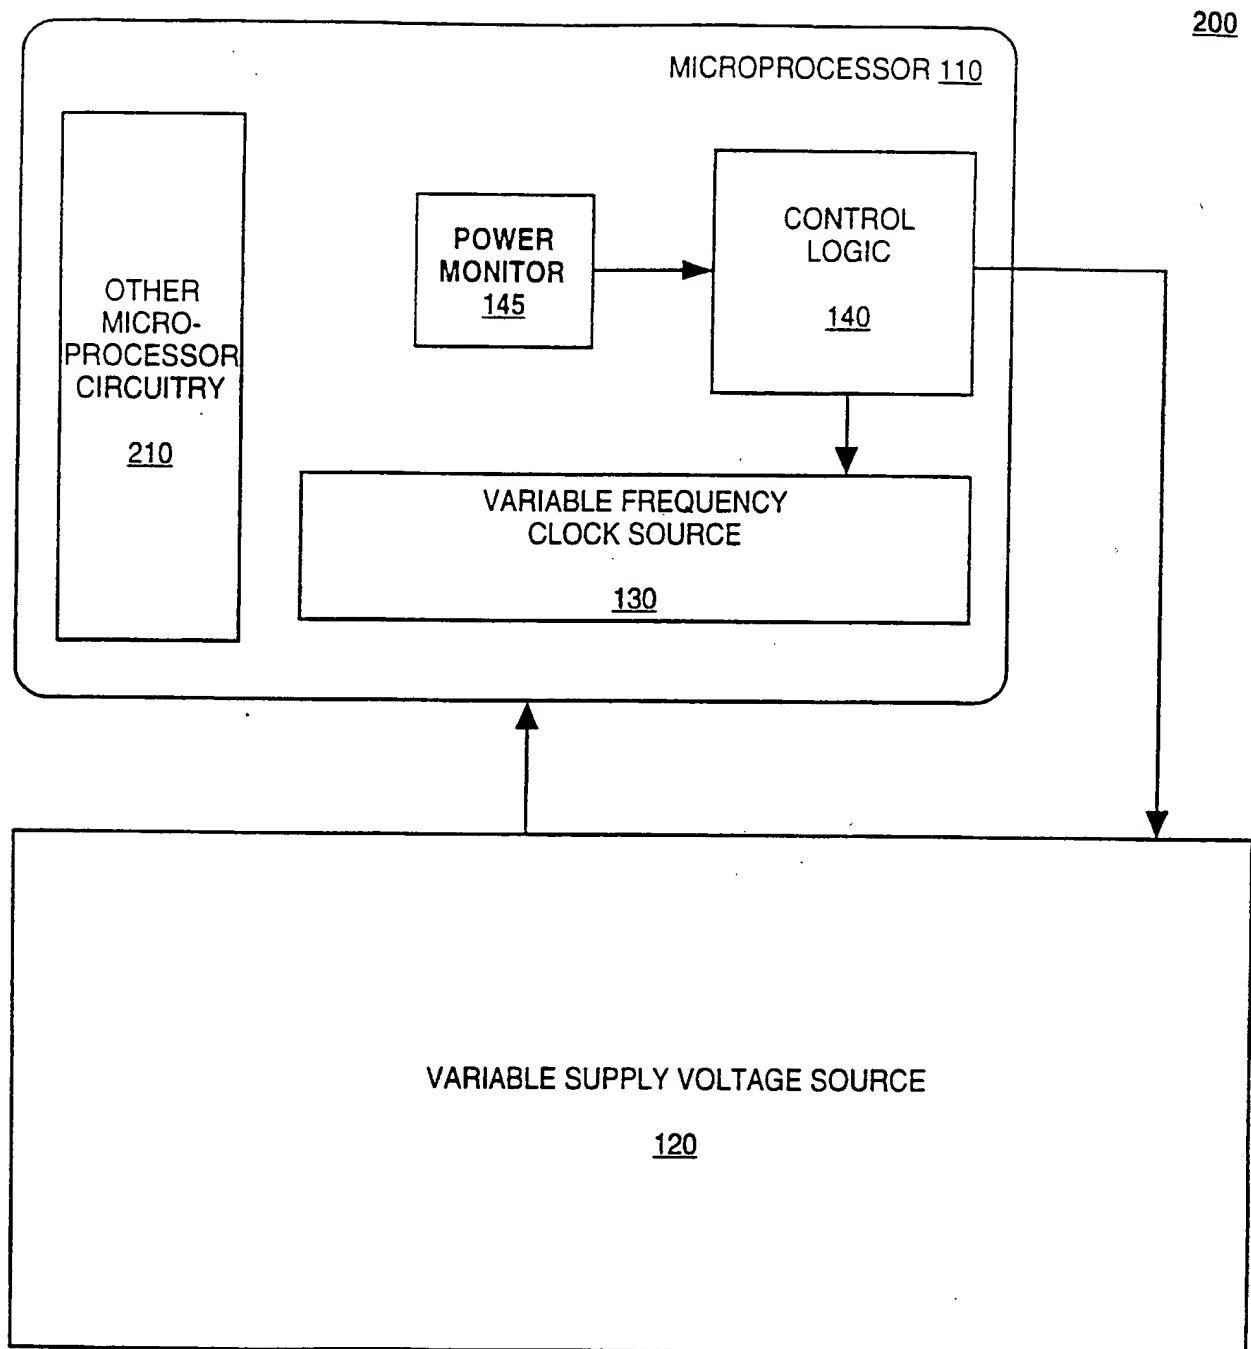 200
MICROPROCESSOR 110
OTHER
MICRO-
PROCESSOR
CIRCUITRY
210
POWER
MONITOR
145
CONTROL
LOGIC
140
VARIABLE FREQUENCY
CLOCK SOURCE
130
VARIABLE SUPPLY VOLTAGE SOURCE
120